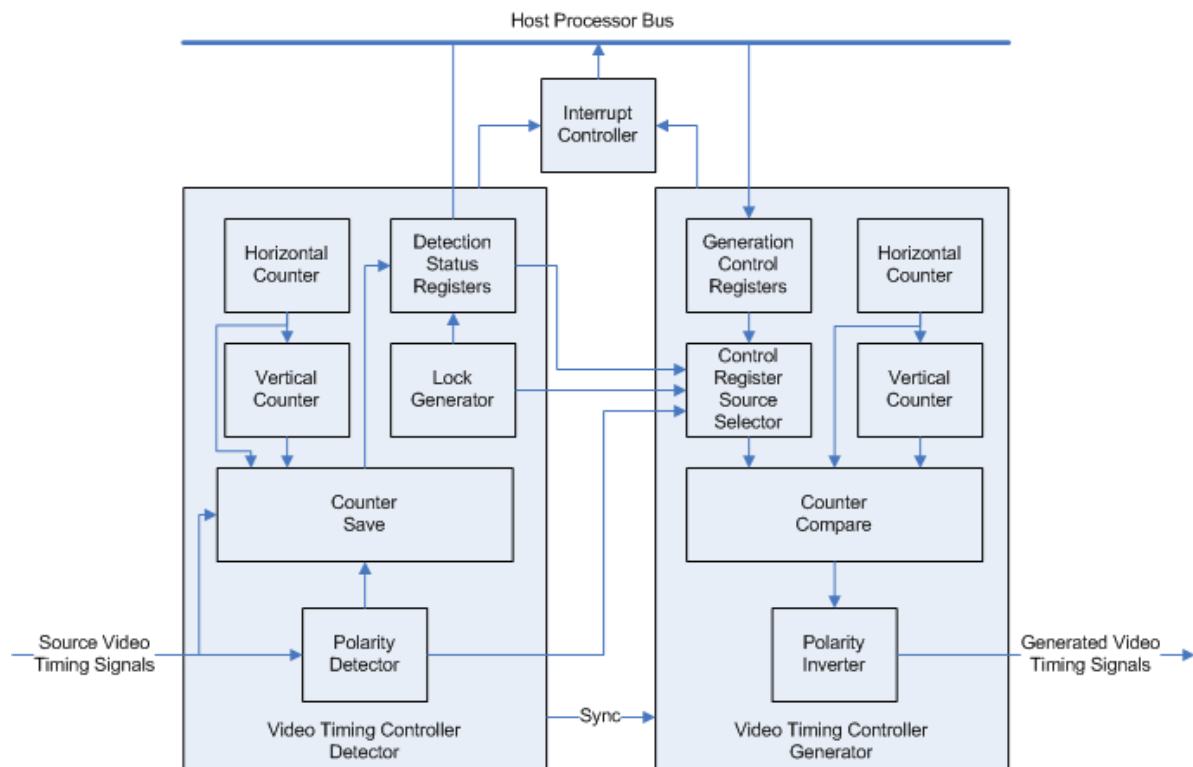 Host Processor Bus
Interrupt
Controller
Horizontal
Counter
Detection
Status
Registers
Generation
Control
Registers
Horizontal
Counter
Vertical
Counter
Lock
Generator
Control
Register
Source
Selector
Vertical
Counter
Counter
Save
Counter
Compare
Source Video
Timing Signals
Polarity
Detector
Polarity
Inverter
Generated Video
Timing Signals
Sync
Video Timing Controller
Detector
Video Timing Controller
Generator